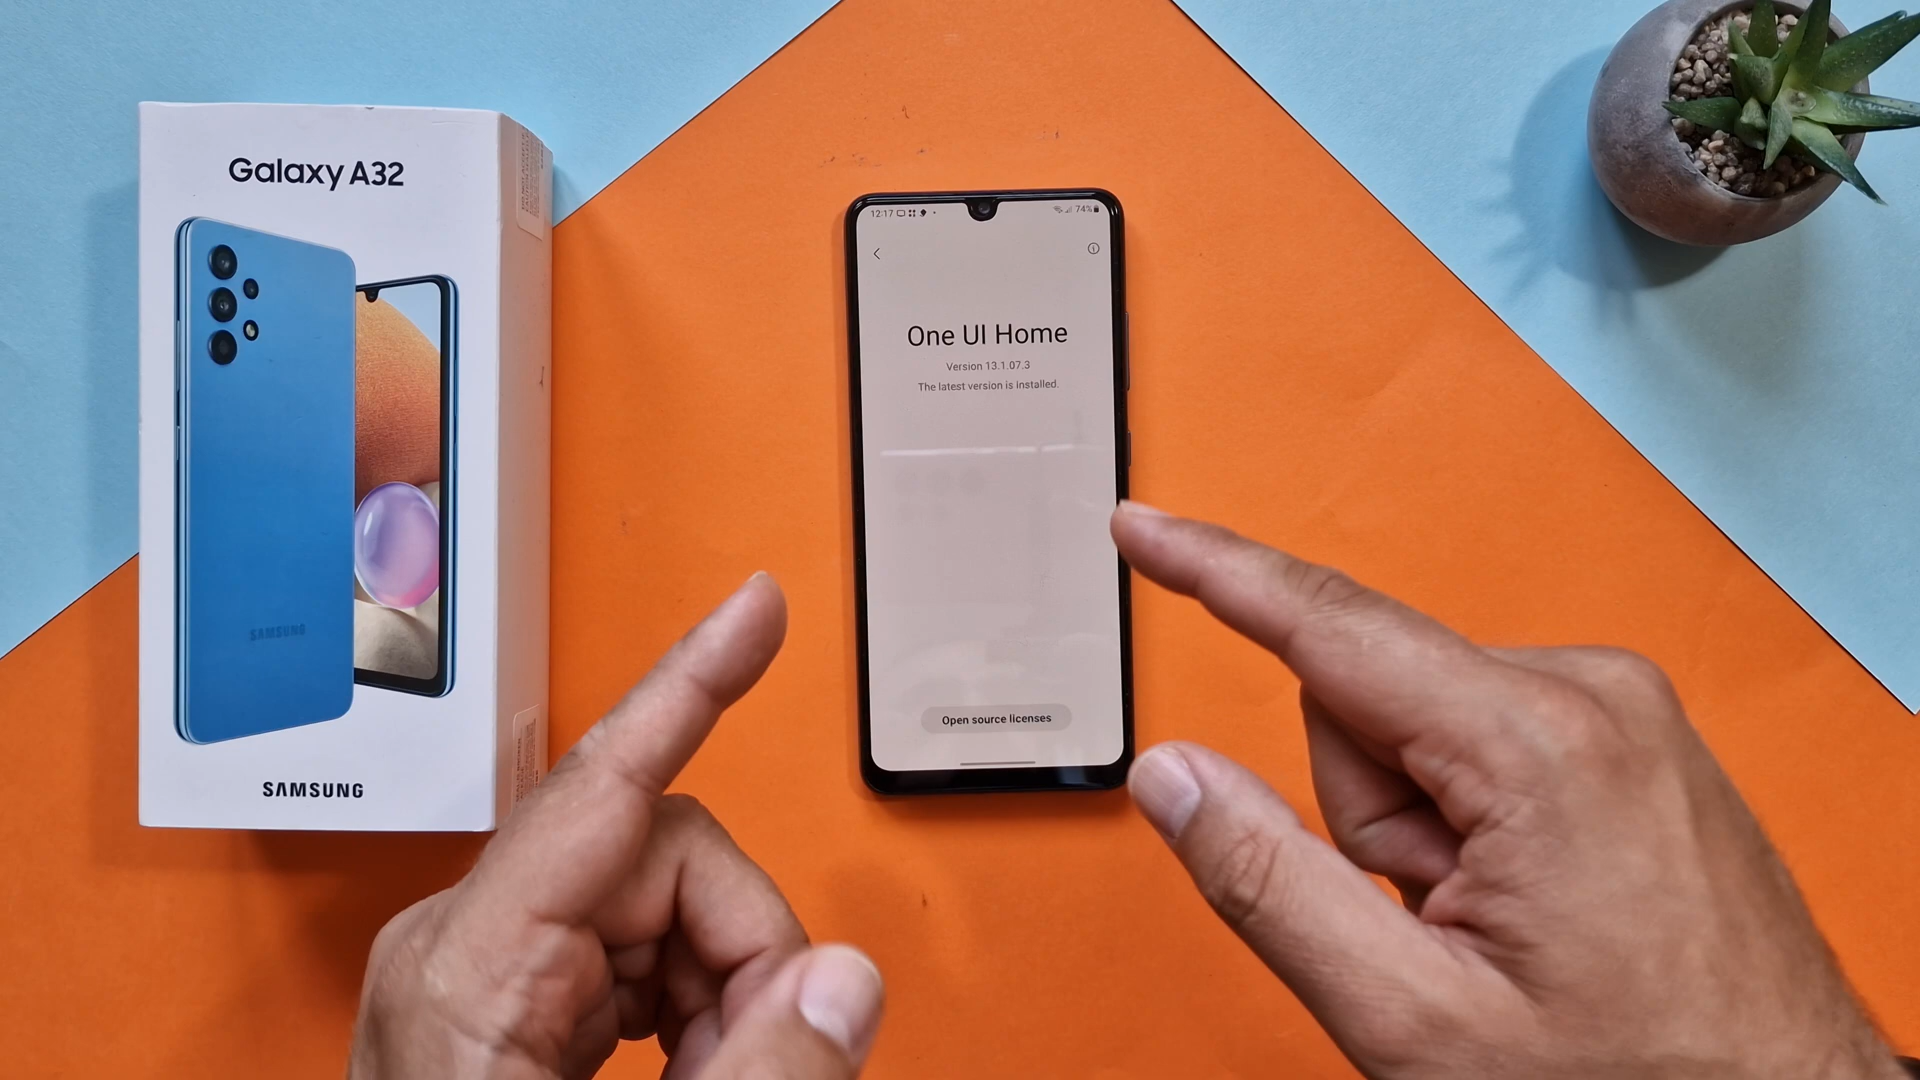 Galaxy A32
SAMSUNG
SAMSUNG
12:17
74%
One UI Home
Version 13.1.07.3
The latest version is installed.
Open source licenses